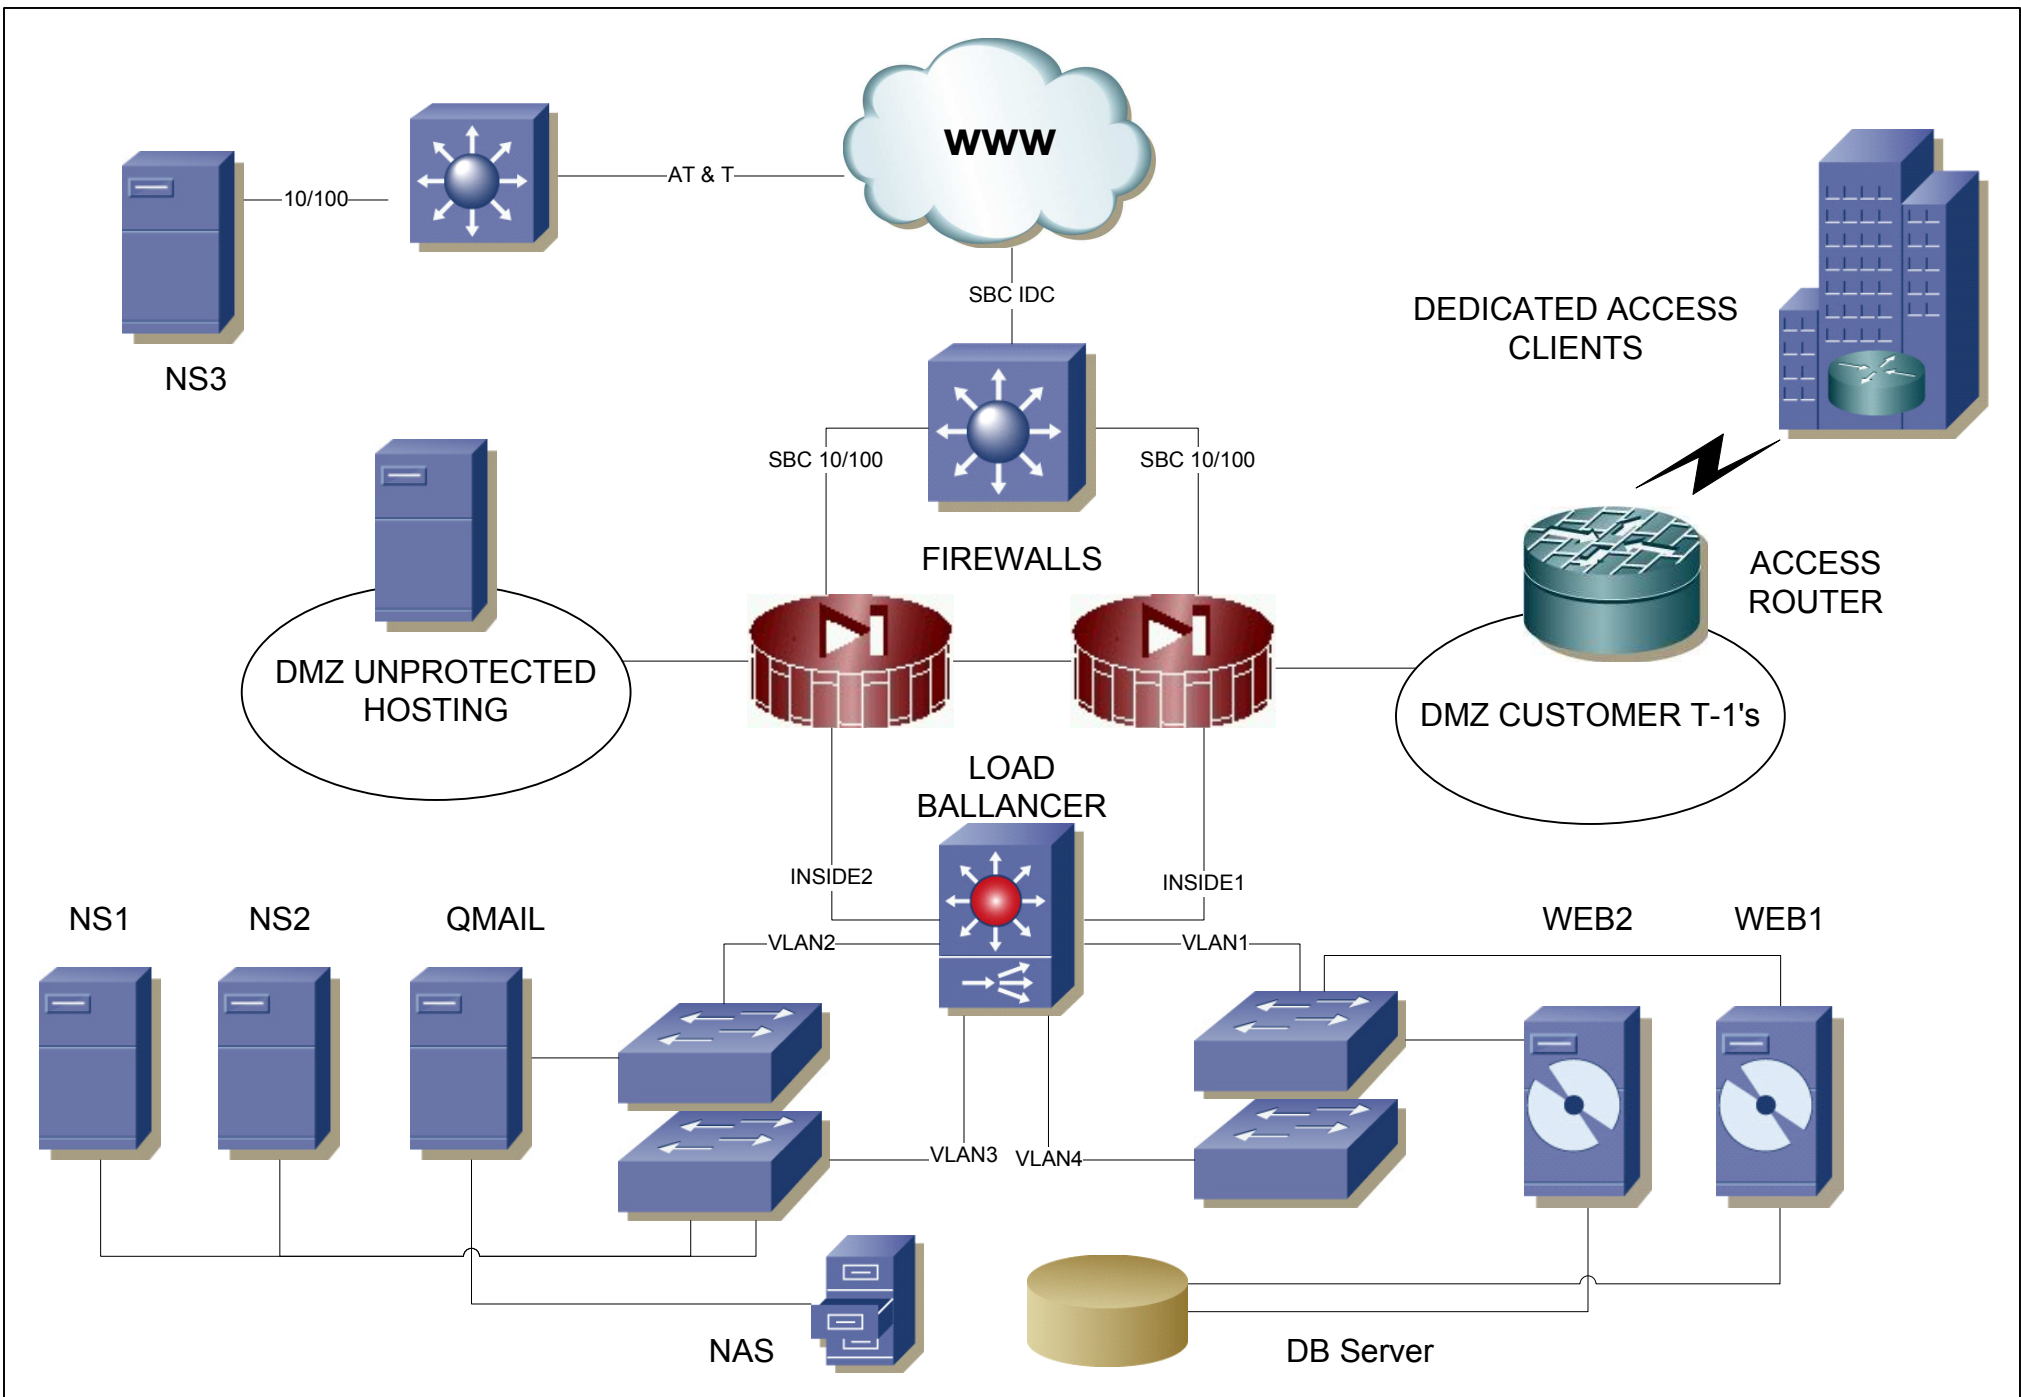 WWW
AT & T
10/100
SBC IDC
NS3
DEDICATED ACCESS
CLIENTS
SBC 10/100
SBC 10/100
FIREWALLS
ACCESS
ROUTER
DMZ UNPROTECTED
HOSTING
DMZ CUSTOMER T-1's
LOAD
BALLANCER
INSIDE2
INSIDE1
NS1
NS2
QMAIL
WEB2
WEB1
VLAN2
VLAN1
VLAN3
VLAN4
NAS
DB Server